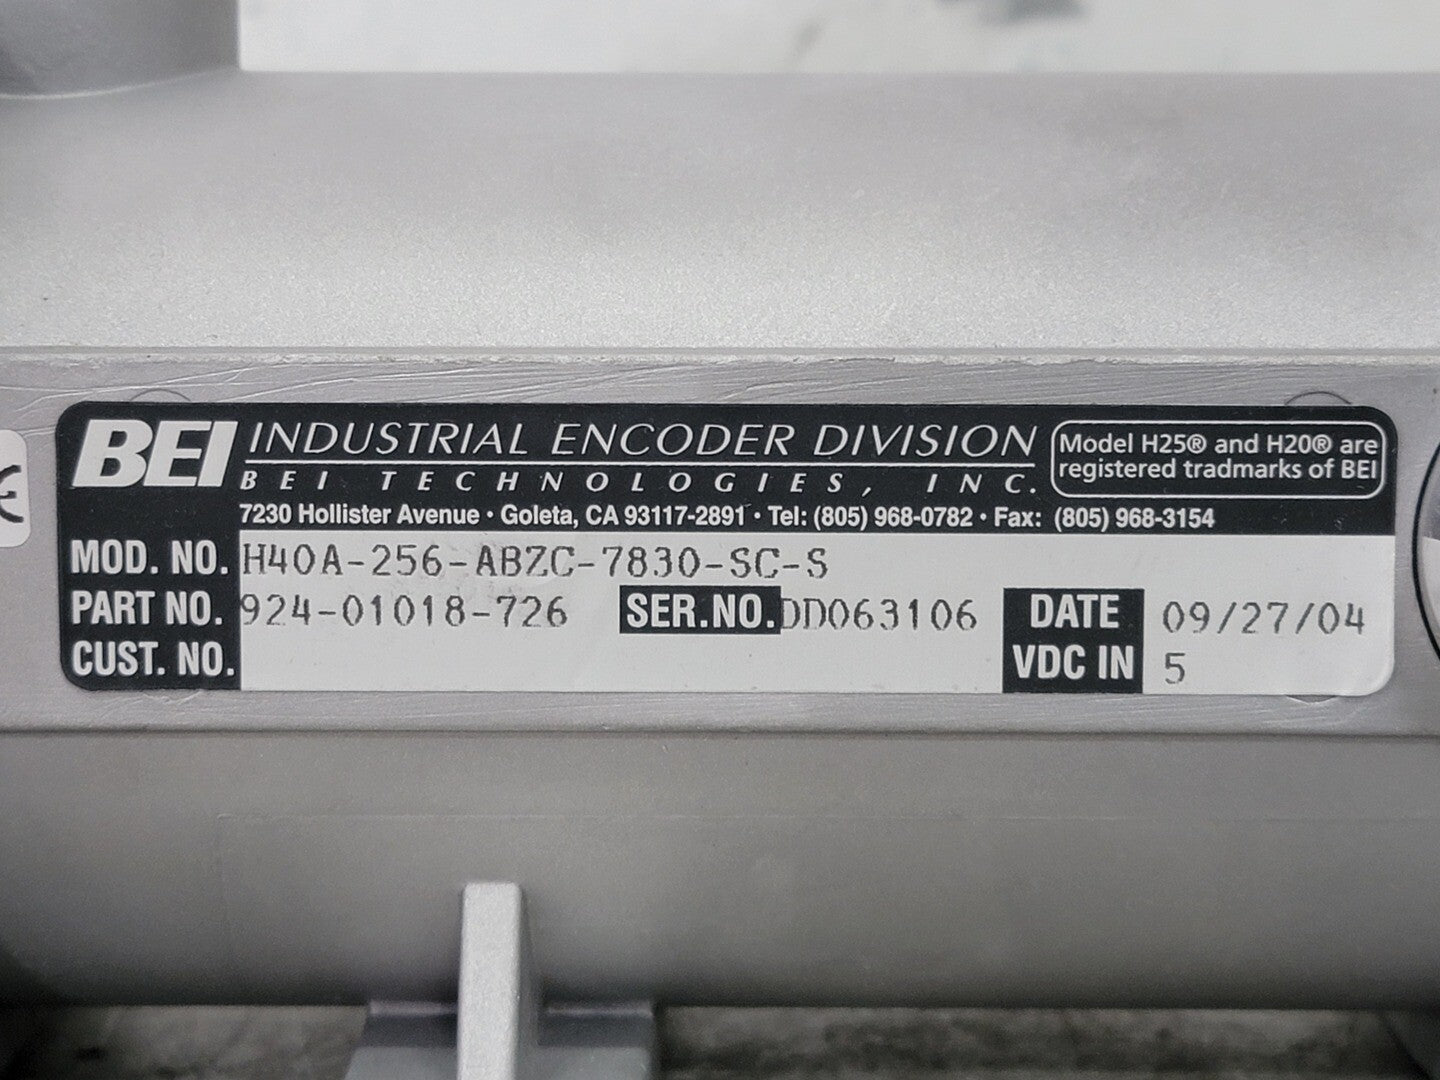 BEI INDUSTRIAL ENCODER DIVISION
BEI TECHNOLOGIES, INC.
Model H25® and H20® are
registered tradmarks of BEI
7230 Hollister Avenue • Goleta, CA 93117-2891 • Tel: (805) 968-0782 • Fax: (805) 968-3154
MOD. NO. H40A-256-ABZC-7830-SC-S
PART NO. 924-01018-726 SER.NO. DD063106 DATE 09/27/04
CUST. NO. VDC IN 5
CE